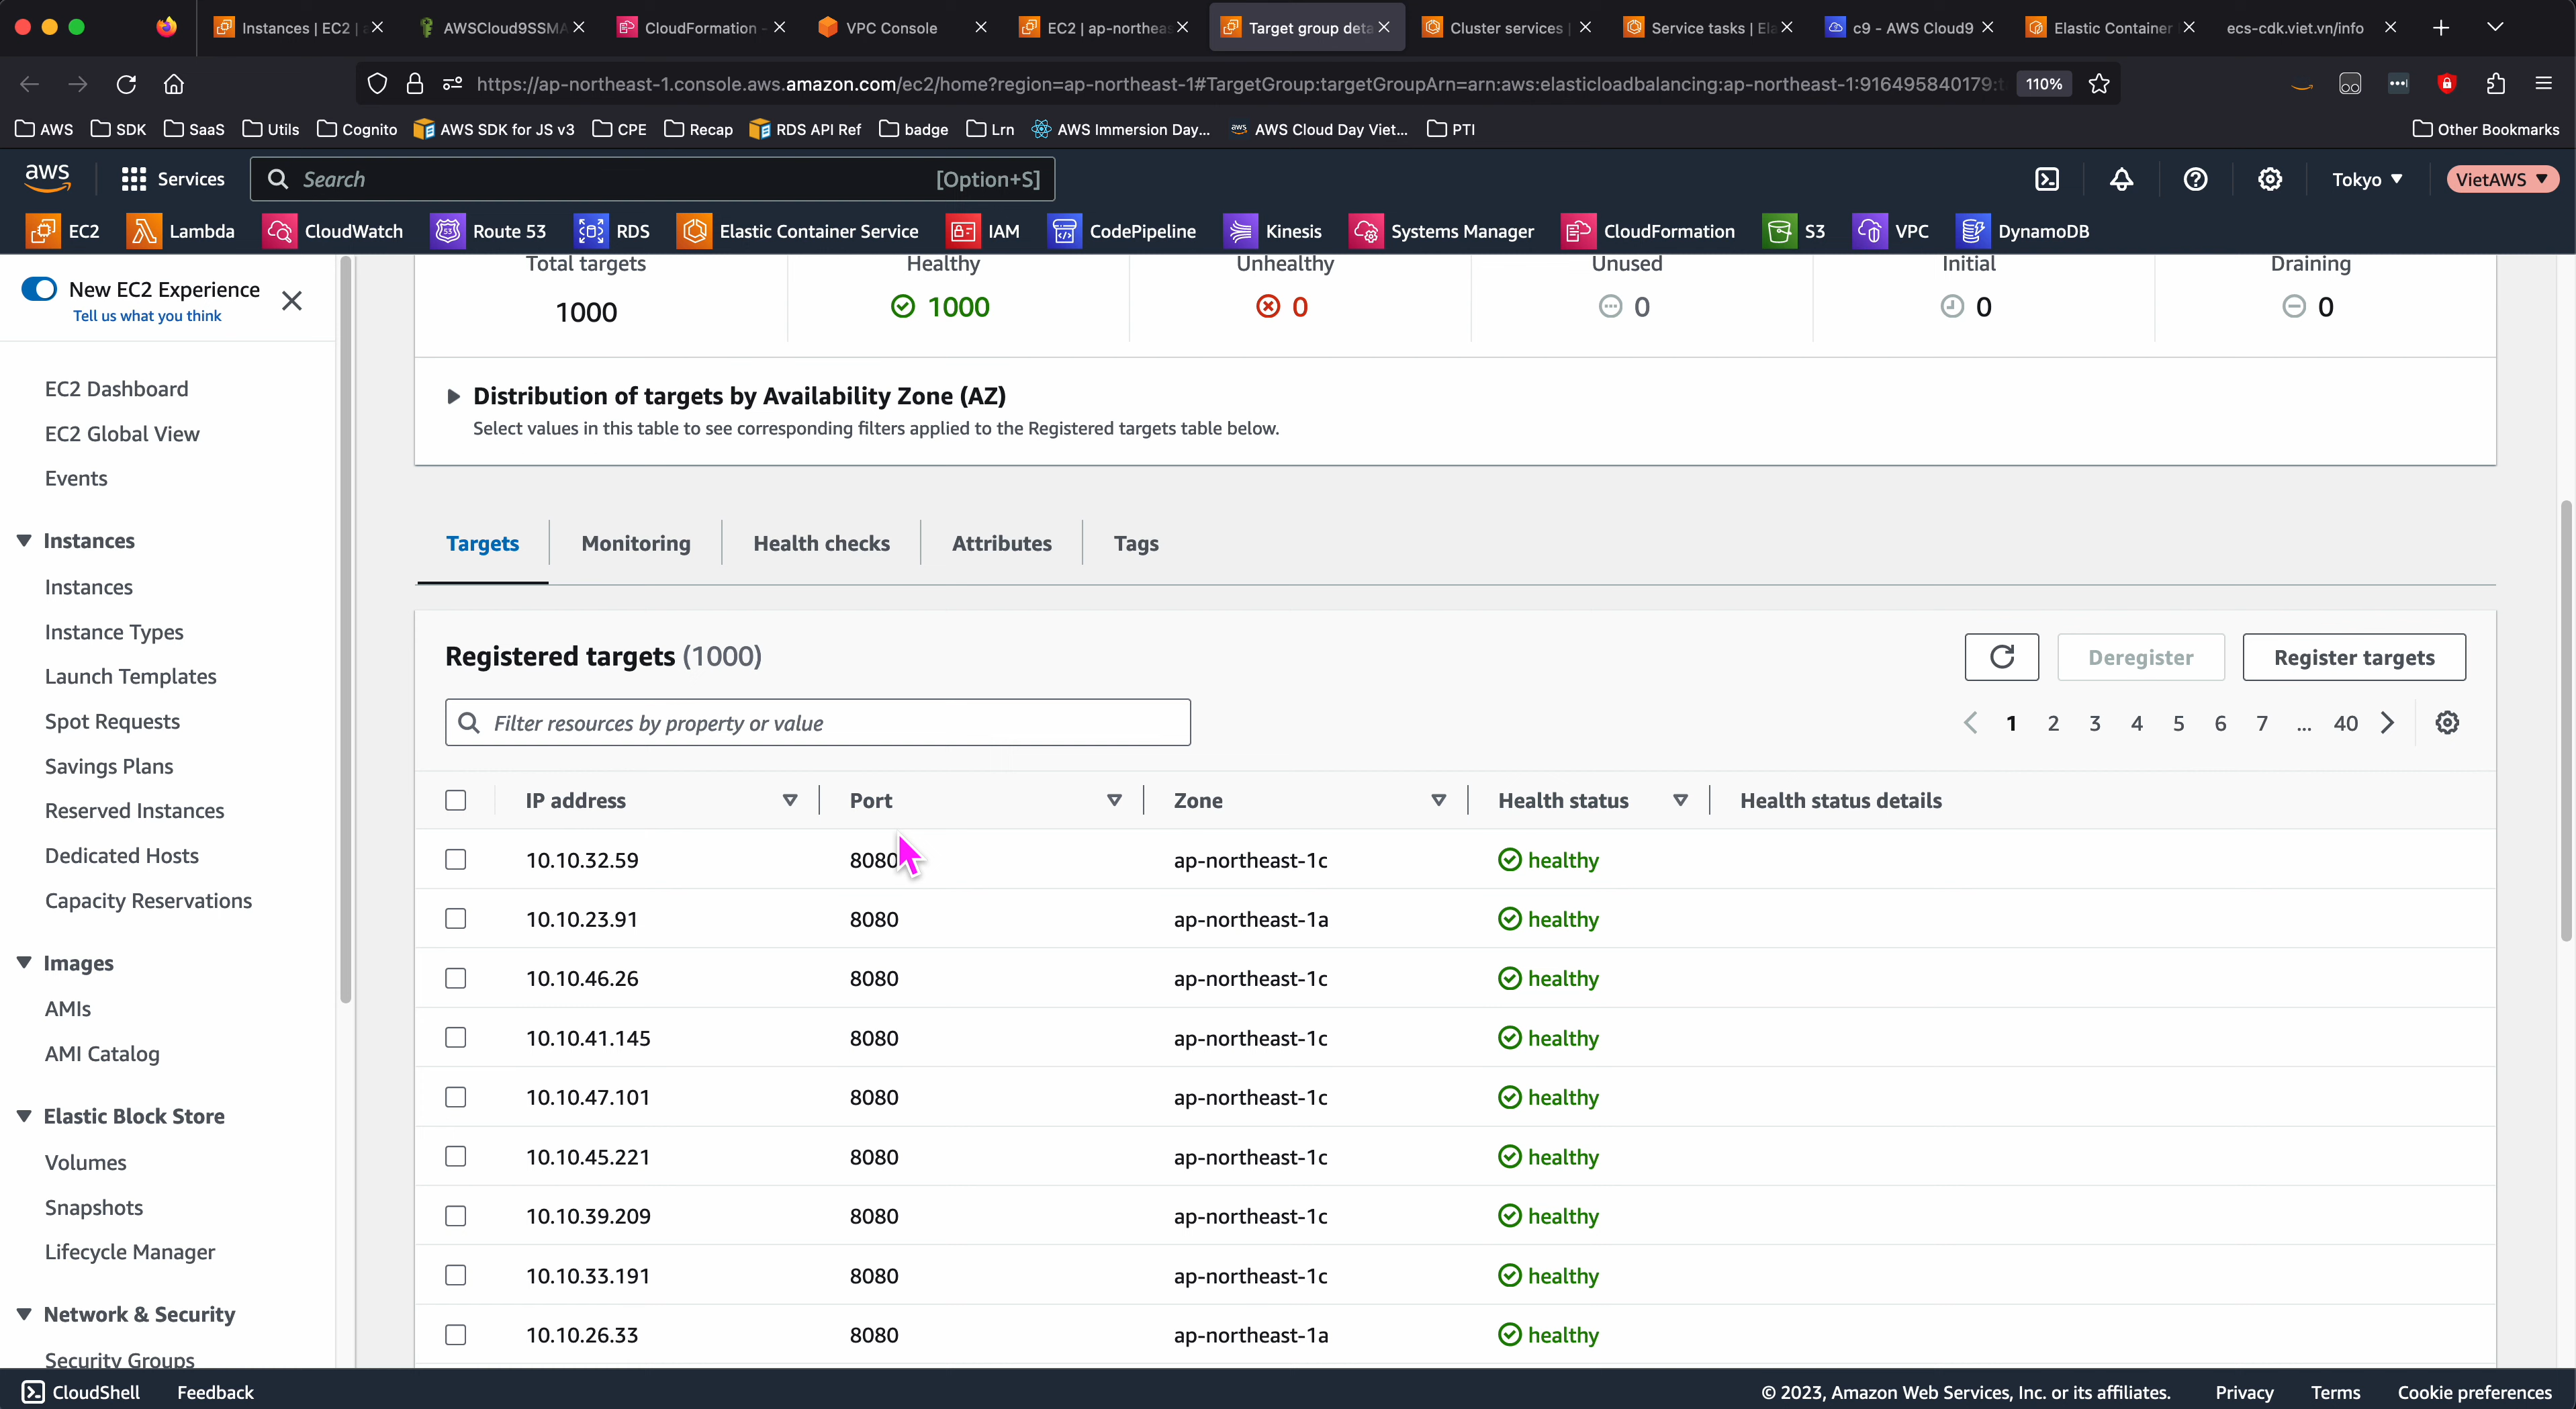 Instances | EC2 |
AWSCloud9SSMA
CloudFormation -
VPC Console
EC2 | ap-northeas
Target group deta
Cluster services |
Service tasks | Ela
c9 - AWS Cloud9
Elastic Container
ecs-cdk.viet.vn/info
https://ap-northeast-1.console.aws.amazon.com/ec2/home?region=ap-northeast-1#TargetGroup:targetGroupArn=arn:aws:elasticloadbalancing:ap-northeast-1:916495840179:t
110%
AWS SDK SaaS Utils Cognito AWS SDK for JS v3 CPE Recap RDS API Ref badge Lrn AWS Immersion Day... AWS Cloud Day Viet... PTI Other Bookmarks
aws Services Search [Option+S] Tokyo VietAWS
EC2 Lambda CloudWatch Route 53 RDS Elastic Container Service IAM CodePipeline Kinesis Systems Manager CloudFormation S3 VPC DynamoDB
New EC2 Experience
Tell us what you think
EC2 Dashboard
EC2 Global View
Events
Instances
Instances
Instance Types
Launch Templates
Spot Requests
Savings Plans
Reserved Instances
Dedicated Hosts
Capacity Reservations
Images
AMIs
AMI Catalog
Elastic Block Store
Volumes
Snapshots
Lifecycle Manager
Network & Security
Security Groups
Total targets Healthy Unhealthy Unused Initial Draining
1000 1000 0 0 0 0
Distribution of targets by Availability Zone (AZ)
Select values in this table to see corresponding filters applied to the Registered targets table below.
Targets Monitoring Health checks Attributes Tags
Registered targets (1000)
Deregister Register targets
Filter resources by property or value
1 2 3 4 5 6 7 ... 40
IP address Port Zone Health status Health status details
10.10.32.59 8080 ap-northeast-1c healthy
10.10.23.91 8080 ap-northeast-1a healthy
10.10.46.26 8080 ap-northeast-1c healthy
10.10.41.145 8080 ap-northeast-1c healthy
10.10.47.101 8080 ap-northeast-1c healthy
10.10.45.221 8080 ap-northeast-1c healthy
10.10.39.209 8080 ap-northeast-1c healthy
10.10.33.191 8080 ap-northeast-1c healthy
10.10.26.33 8080 ap-northeast-1a healthy
CloudShell Feedback © 2023, Amazon Web Services, Inc. or its affiliates. Privacy Terms Cookie preferences